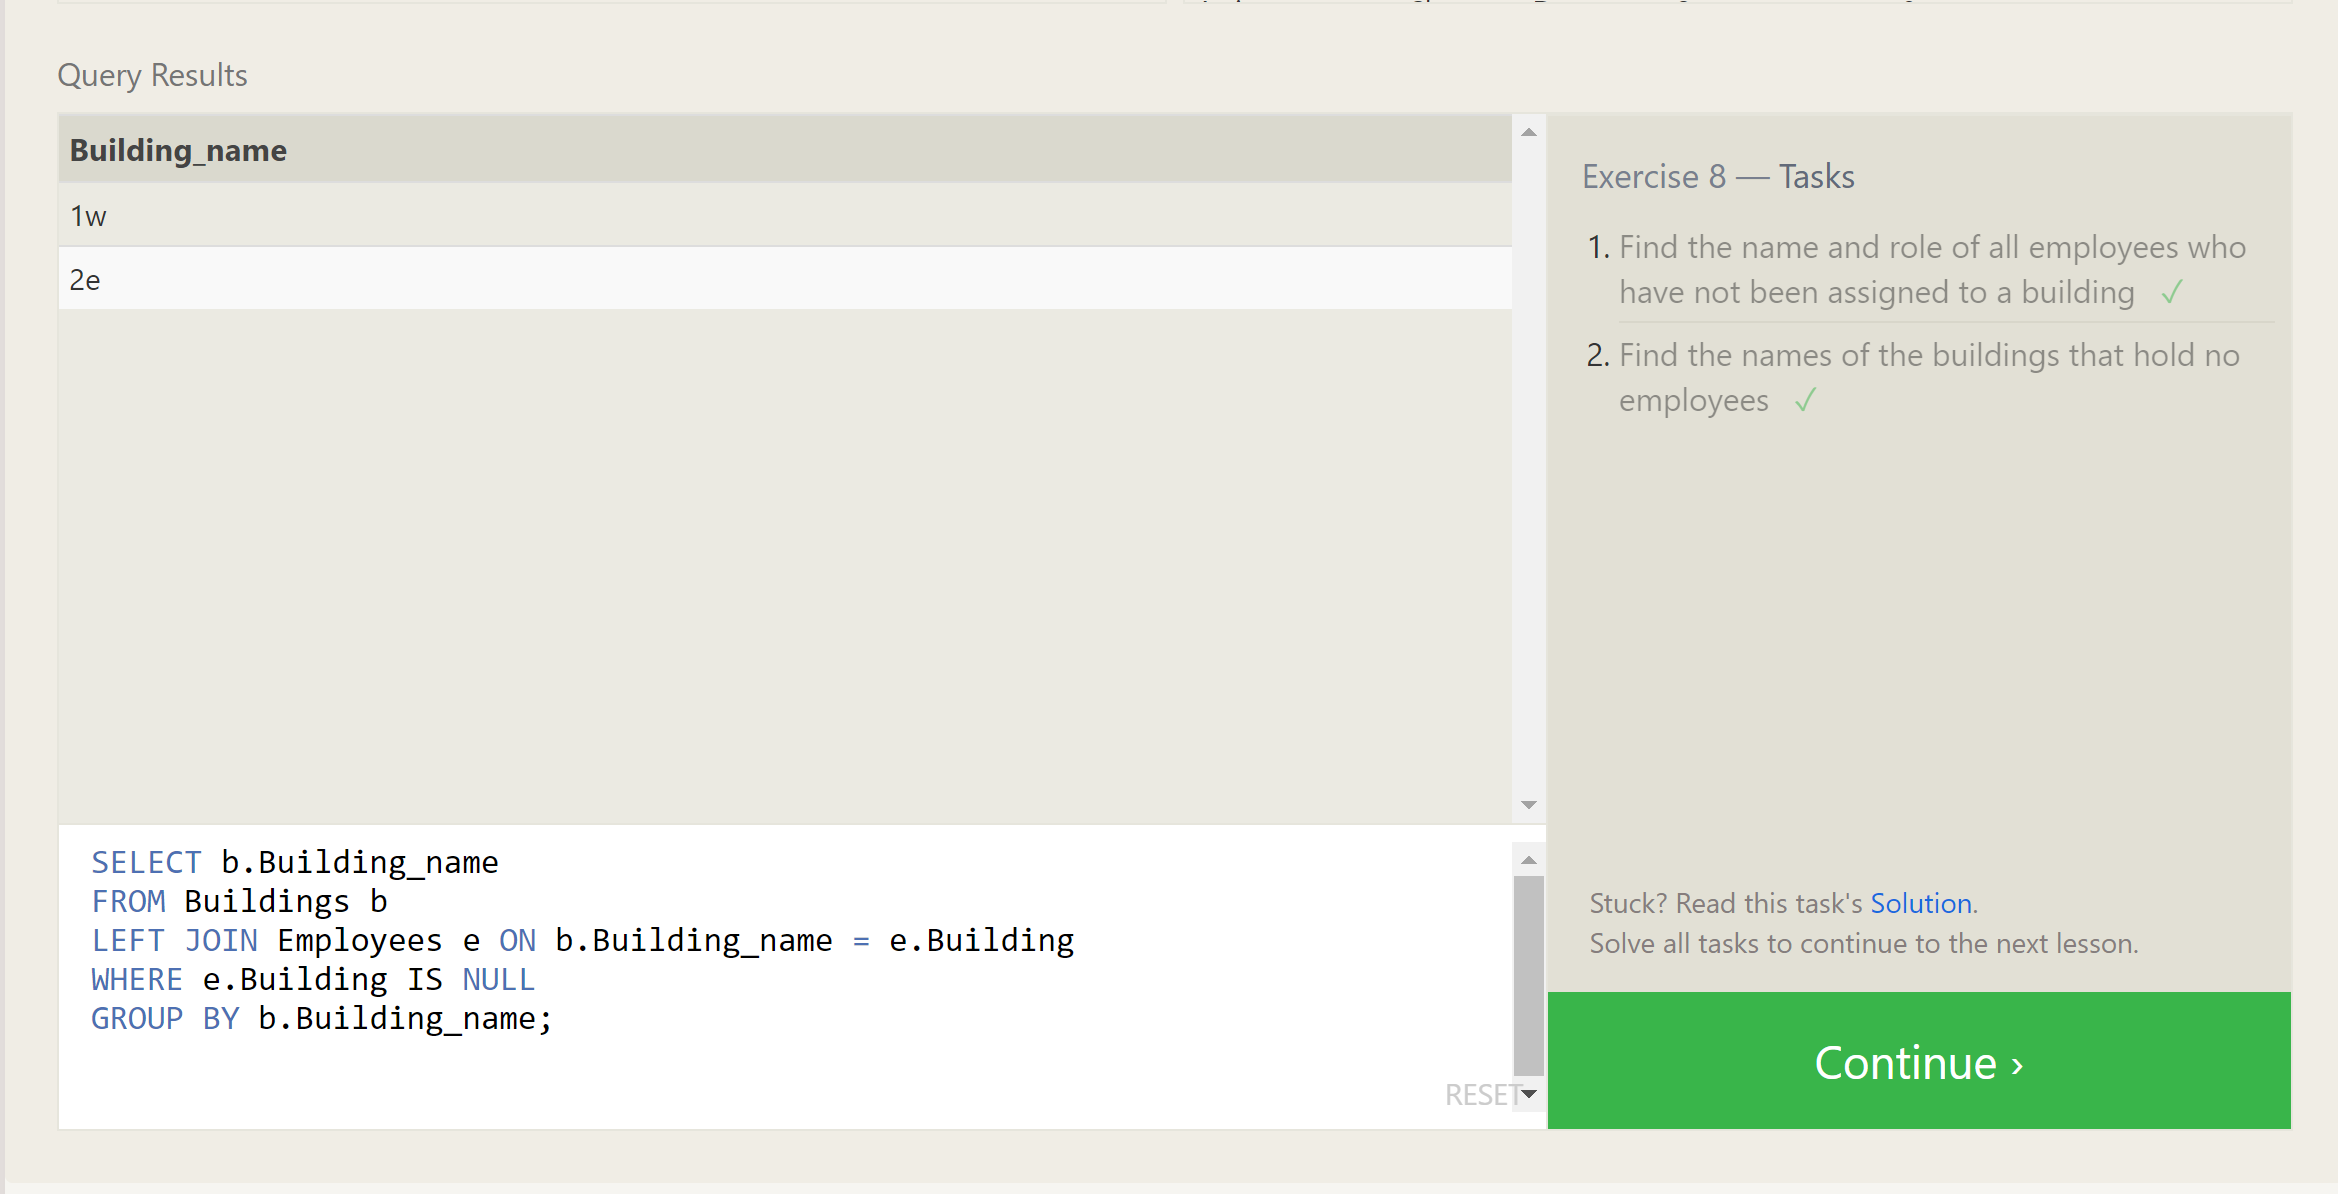 Query Results
Building_name
1w
2e
SELECT b.Building_name
FROM Buildings b
LEFT JOIN Employees e ON b.Building_name = e.Building
WHERE e.Building IS NULL
GROUP BY b.Building_name;
RESET
Exercise 8 — Tasks
1. Find the name and role of all employees who
have not been assigned to a building ✓
2. Find the names of the buildings that hold no
employees ✓
Stuck? Read this task's Solution.
Solve all tasks to continue to the next lesson.
Continue ›